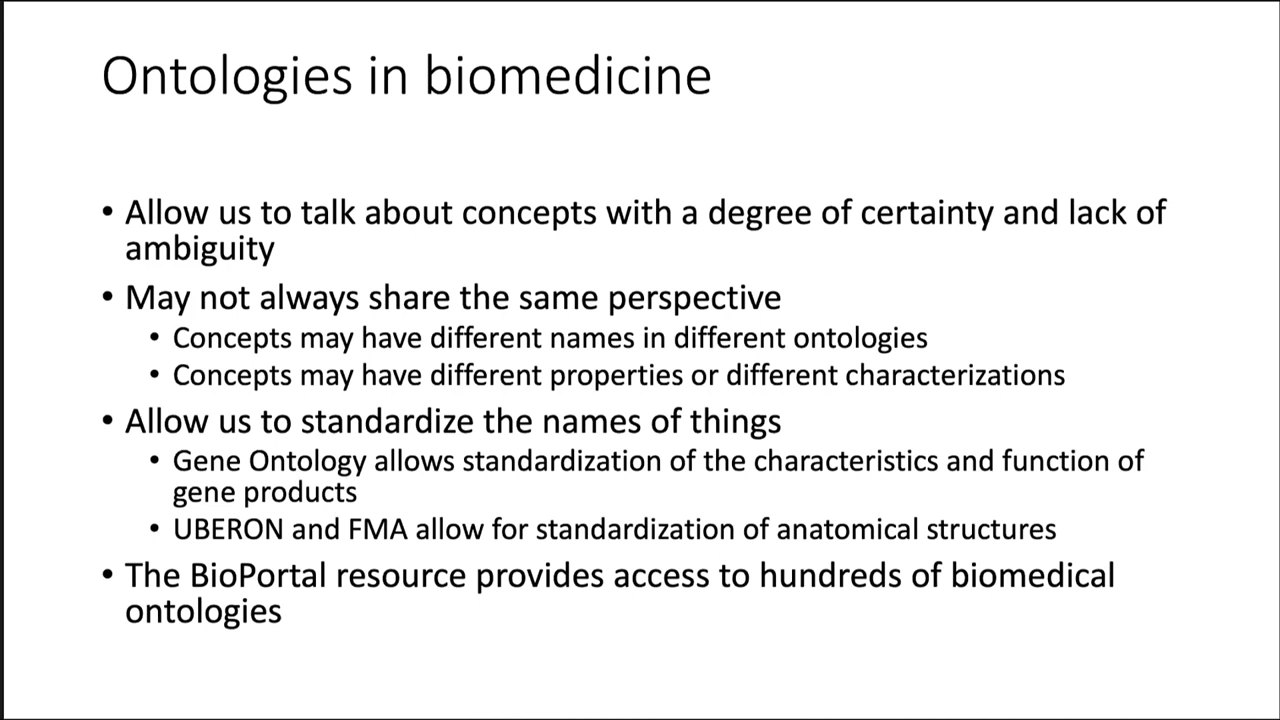 Ontologies in biomedicine
• Allow us to talk about concepts with a degree of certainty and lack of
ambiguity
• May not always share the same perspective
• Concepts may have different names in different ontologies
• Concepts may have different properties or different characterizations
• Allow us to standardize the names of things
• Gene Ontology allows standardization of the characteristics and function of
gene products
• UBERON and FMA allow for standardization of anatomical structures
• The BioPortal resource provides access to hundreds of biomedical
ontologies